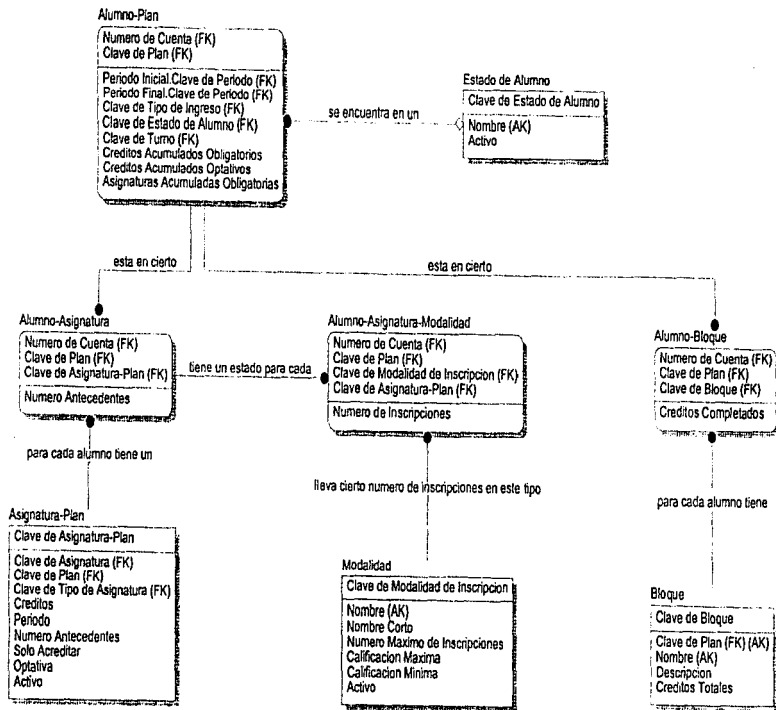 Alumno-Plan
Numero de Cuenta (FK)
Clave de Plan (FK)
Periodo Inicial.Clave de Periodo (FK)
Periodo Final.Clave de Periodo (FK)
Clave de Tipo de Ingreso (FK)
Clave de Estado de Alumno (FK)
Clave de Turno (FK)
Creditos Acumulados Obligatorios
Creditos Acumulados Optativos
Asignaturas Acumuladas Obligatorias
se encuentra en un
Estado de Alumno
Clave de Estado de Alumno
Nombre (AK)
Activo
esta en cierto
esta en cierto
Alumno-Asignatura
Numero de Cuenta (FK)
Clave de Plan (FK)
Clave de Asignatura-Plan (FK)
Numero Antecedentes
tiene un estado para cada
Alumno-Asignatura-Modalidad
Numero de Cuenta (FK)
Clave de Plan (FK)
Clave de Modalidad de Inscripcion (FK)
Clave de Asignatura-Plan (FK)
Numero de Inscripciones
Alumno-Bloque
Numero de Cuenta (FK)
Clave de Plan (FK)
Clave de Bloque (FK)
Creditos Completados
para cada alumno tiene un
lleva cierto numero de inscripciones en este tipo
para cada alumno tiene
Asignatura-Plan
Clave de Asignatura-Plan
Clave de Asignatura (FK)
Clave de Plan (FK)
Clave de Tipo de Asignatura (FK)
Creditos
Periodo
Numero Antecedentes
Solo Acreditar
Optativa
Activo
Modalidad
Clave de Modalidad de Inscripcion
Nombre (AK)
Nombre Corto
Numero Maximo de Inscripciones
Calificacion Maxima
Calificacion Minima
Activo
Bloque
Clave de Bloque
Clave de Plan (FK) (AK)
Nombre (AK)
Descripcion
Creditos Totales